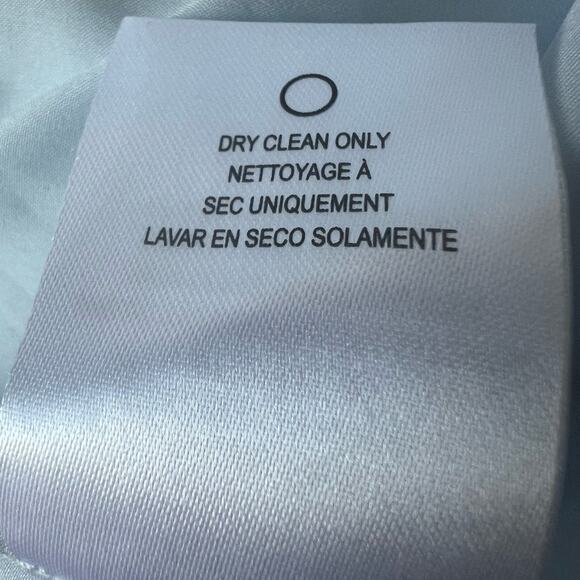 DRY CLEAN ONLY
NETTOYAGE À
SEC UNIQUEMENT
LAVAR EN SECO SOLAMENTE